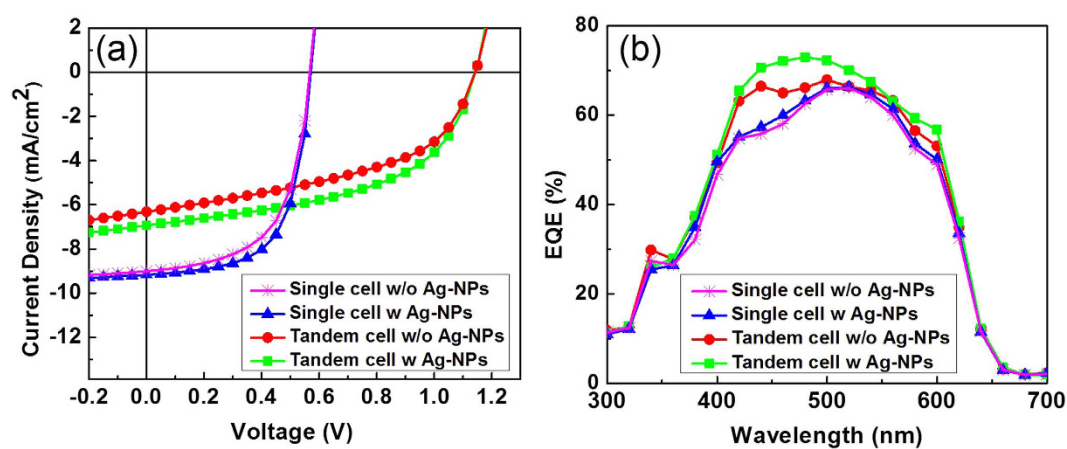 (a)
2
0
-2
-4
-6
-8
-10
-12
Current Density (mA/cm²)
Single cell w/o Ag-NPs
Single cell w Ag-NPs
Tandem cell w/o Ag-NPs
Tandem cell w Ag-NPs
-0.2 0.0 0.2 0.4 0.6 0.8 1.0 1.2
Voltage (V)
(b)
80
60
40
20
0
EQE (%)
Single cell w/o Ag-NPs
Single cell w Ag-NPs
Tandem cell w/o Ag-NPs
Tandem cell w Ag-NPs
300 400 500 600 700
Wavelength (nm)